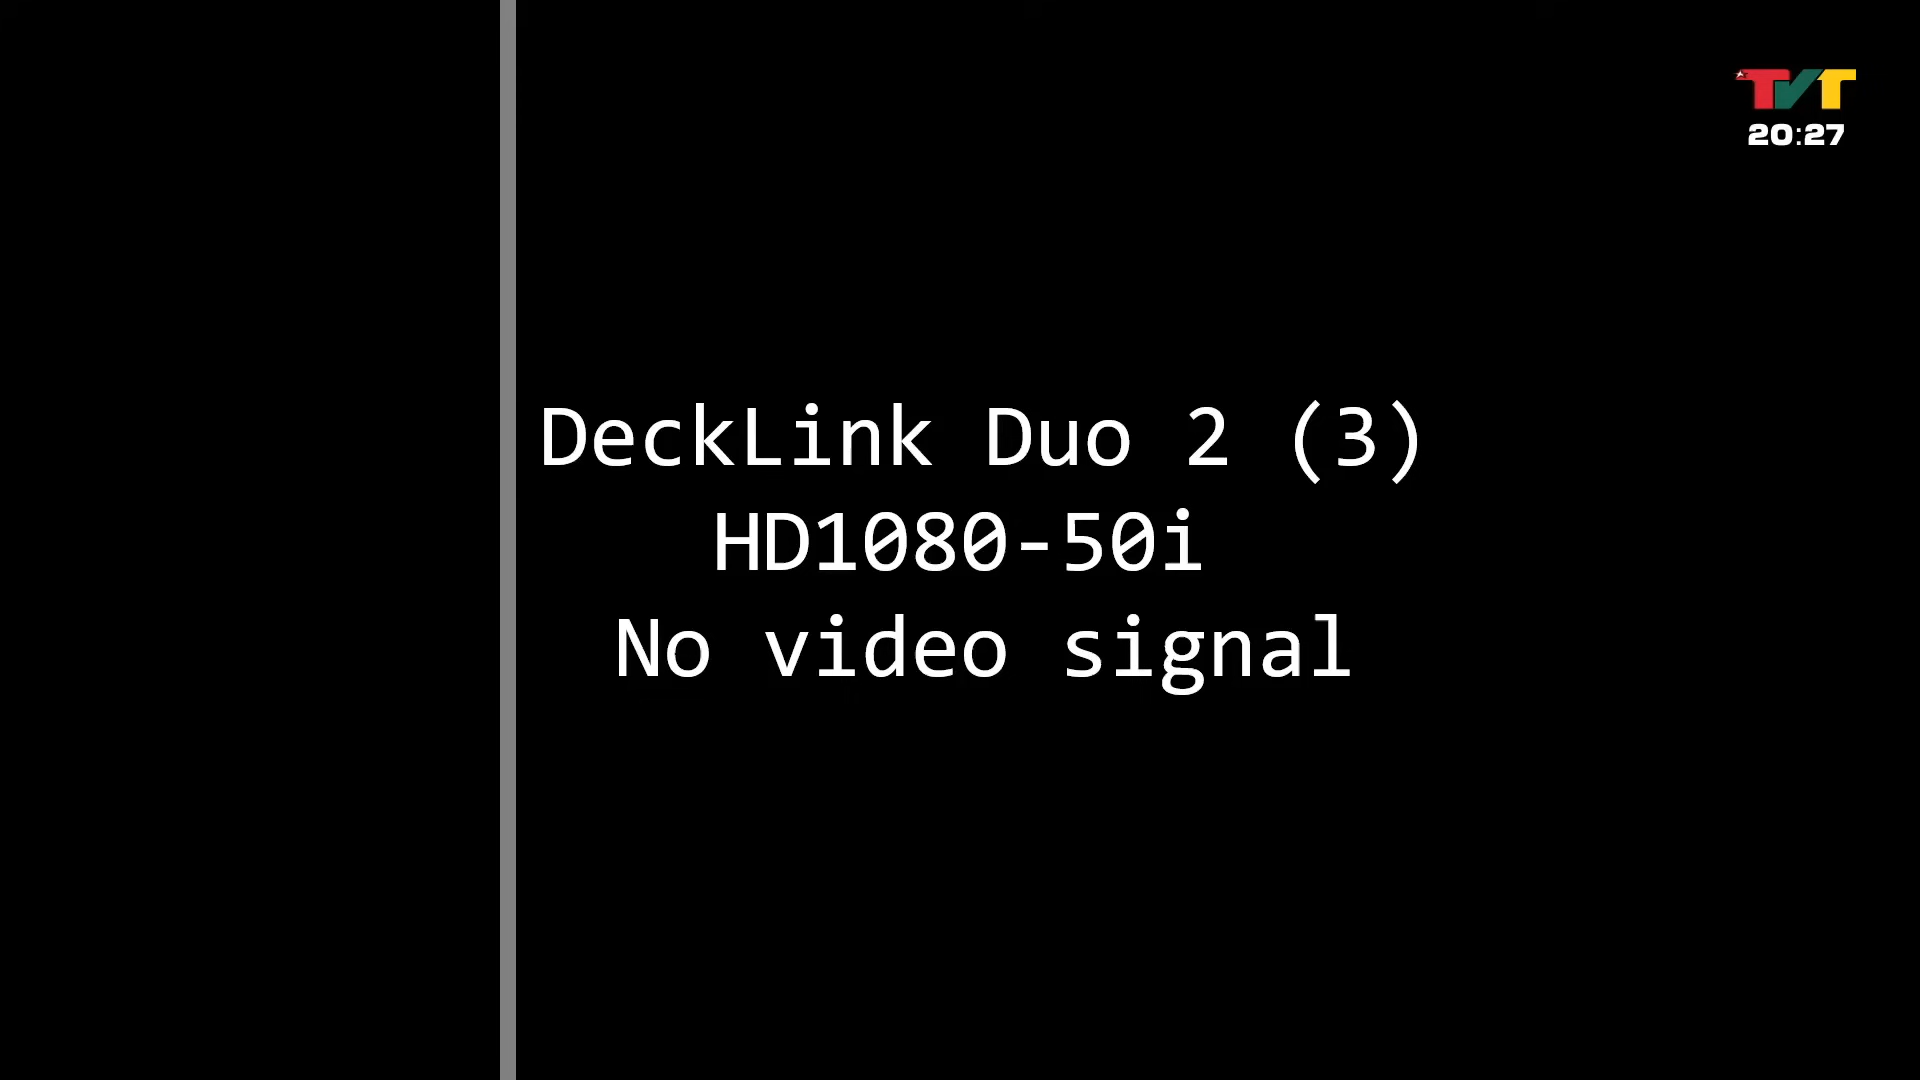 TVT
20:27
DeckLink Duo 2 (3)
HD1080-50i
No video signal